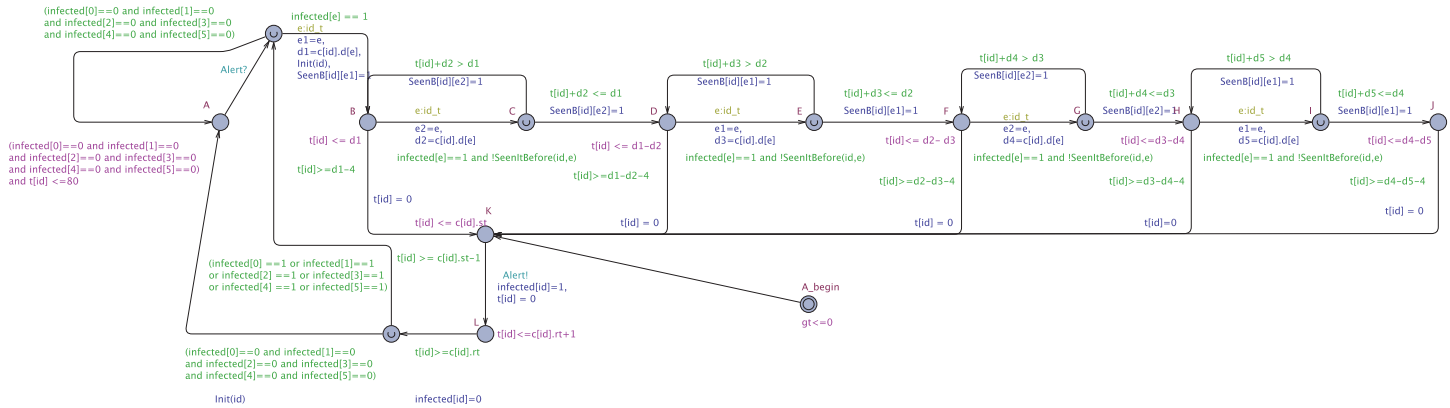 (infected[0]==0 and infected[1]==0
and infected[2]==0 and infected[3]==0
and infected[4]==0 and infected[5]==0)
infected[e] == 1
e:id_t
e1=e,
d1=c[id].d[e],
Init(id),
SeenB[id][e1]=1
Alert?
A
(infected[0]==0 and infected[1]==0
and infected[2]==0 and infected[3]==0
and infected[4]==0 and infected[5]==0)
and t[id] <=80
t[id]+d2 > d1
SeenB[id][e2]=1
B
e:id_t
C
e2=e,
d2=c[id].d[e]
t[id] <= d1
infected[e]==1 and !SeenItBefore(id,e)
t[id]>=d1-4
t[id] = 0
t[id]+d2 <= d1
SeenB[id][e2]=1
D
t[id] <= d1-d2
t[id]>=d1-d2-4
t[id] = 0
t[id]+d3 > d2
SeenB[id][e1]=1
e:id_t
E
e1=e,
d3=c[id].d[e]
infected[e]==1 and !SeenItBefore(id,e)
t[id]+d3<= d2
SeenB[id][e1]=1
F
t[id]<= d2- d3
t[id]>=d2-d3-4
t[id] = 0
t[id]+d4 > d3
SeenB[id][e2]=1
e:id_t
G
e2=e,
d4=c[id].d[e]
infected[e]==1 and !SeenItBefore(id,e)
t[id]+d4<=d3
SeenB[id][e2]=1
H
t[id]<=d3-d4
t[id]>=d3-d4-4
t[id]=0
t[id]+d5 > d4
SeenB[id][e1]=1
e:id_t
I
e1=e,
d5=c[id].d[e]
infected[e]==1 and !SeenItBefore(id,e)
t[id]+d5<=d4
SeenB[id][e1]=1
J
t[id]<=d4-d5
t[id]>=d4-d5-4
t[id] = 0
K
t[id] <= c[id].st
t[id] >= c[id].st-1
Alert!
infected[id]=1,
t[id] = 0
A_begin
gt<=0
(infected[0] ==1 or infected[1]==1
or infected[2] ==1 or infected[3]==1
or infected[4] ==1 or infected[5]==1)
L
t[id]<=c[id].rt+1
t[id]>=c[id].rt
(infected[0]==0 and infected[1]==0
and infected[2]==0 and infected[3]==0
and infected[4]==0 and infected[5]==0)
Init(id)
infected[id]=0